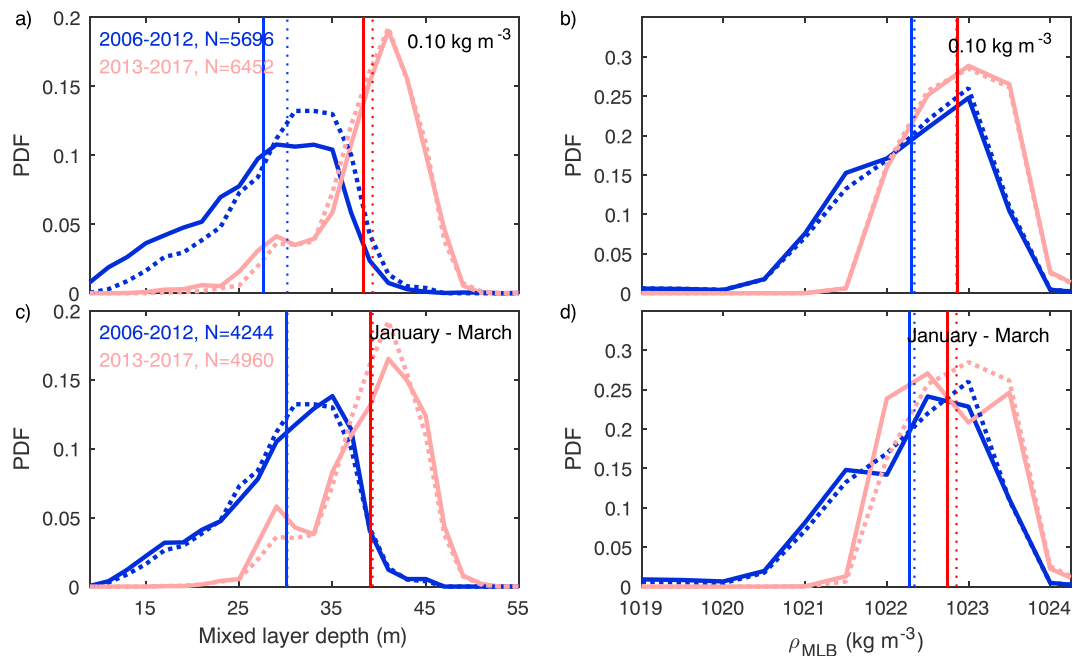 a)
0.2
0.15
0.1
0.05
0
PDF
2006-2012, N=5696
2013-2017, N=6452
0.10 kg m⁻³
b)
0.3
0.25
0.2
0.15
0.1
0.05
0
PDF
0.10 kg m⁻³
c)
0.2
0.15
0.1
0.05
0
PDF
2006-2012, N=4244
2013-2017, N=4960
January - March
15
25
35
45
55
Mixed layer depth (m)
d)
0.3
0.25
0.2
0.15
0.1
0.05
0
PDF
January - March
1019
1020
1021
1022
1023
1024
ρMLB (kg m⁻³)